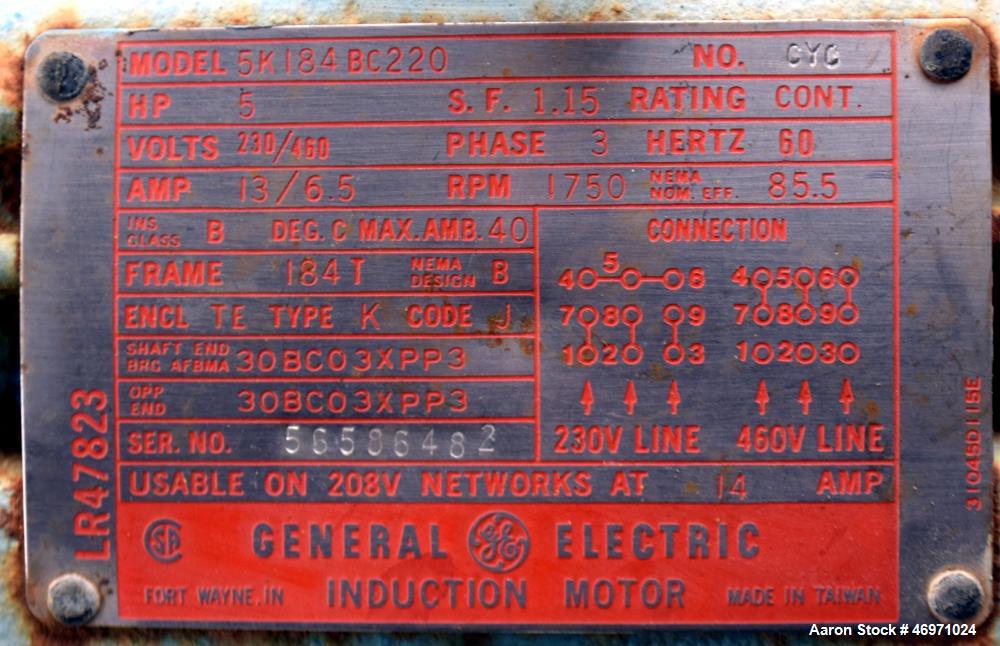 MODEL 5K184BC220 NO. CYC
HP 5 S.F. 1.15 RATING CONT.
VOLTS 230/460 PHASE 3 HERTZ 60
AMP 13/6.5 RPM 1750 NEMA NOM. EFF. 85.5
INS CLASS B DEG. C MAX. AMB. 40
FRAME 184T NEMA DESIGN B
ENCL TE TYPE K CODE J
SHAFT END BRG AFBMA 30BC03XPP3
OPP END 30BC03XPP3
SER. NO. 56586482
CONNECTION
4 5 6 4 5 6
7 8 9 7 8 9
1 2 3 1 2 3
230V LINE 460V LINE
USABLE ON 208V NETWORKS AT 14 AMP
SA GENERAL GE ELECTRIC
FORT WAYNE, IN INDUCTION MOTOR MADE IN TAIWAN
LR47823
31045D115E
Aaron Stock # 46971024